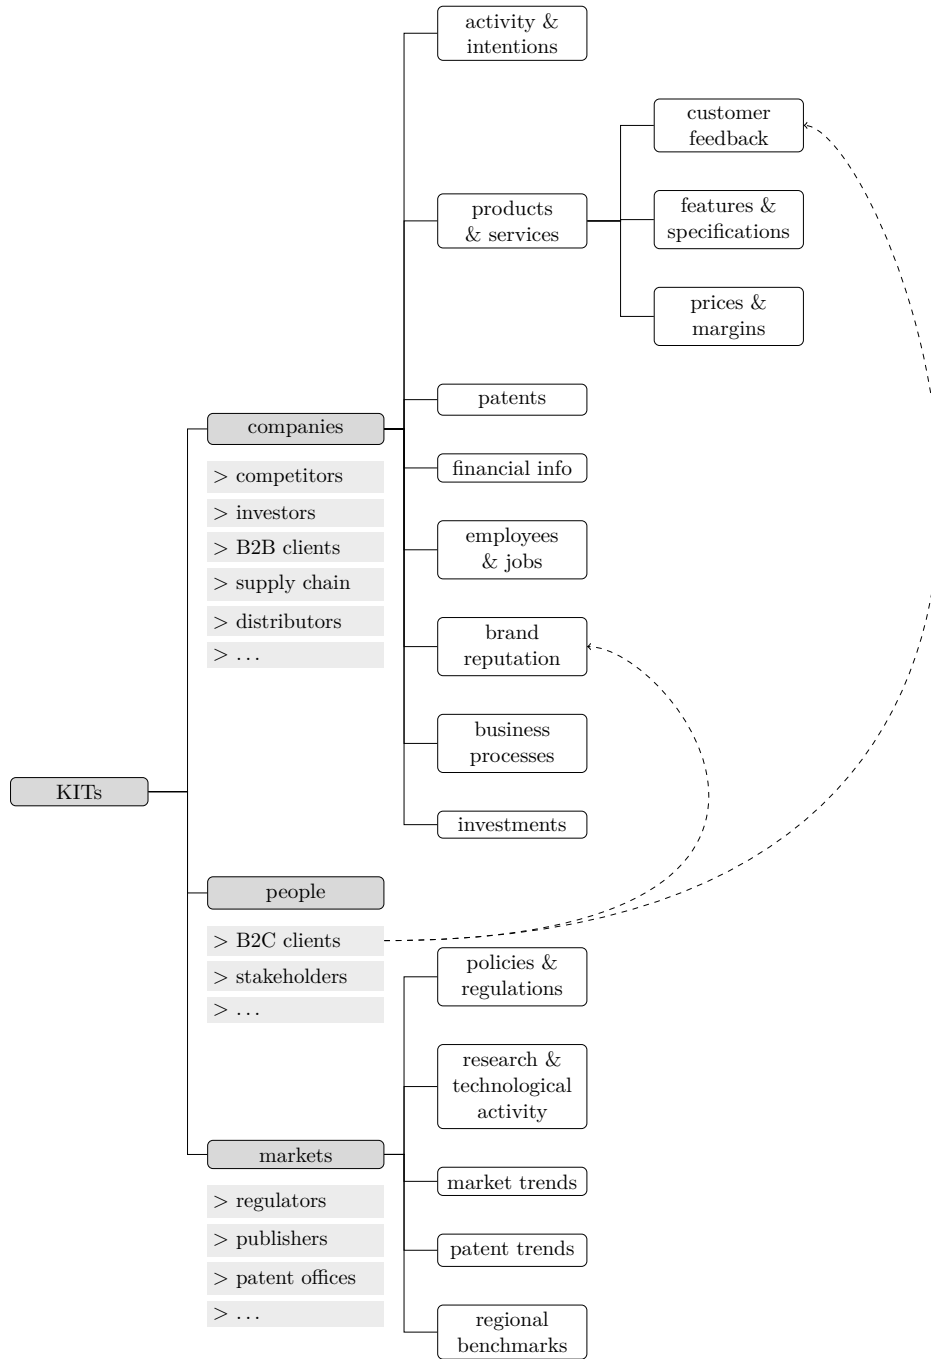 KITs
companies
> competitors
> investors
> B2B clients
> supply chain
> distributors
> ...
activity &
intentions
products
& services
customer
feedback
features &
specifications
prices &
margins
patents
financial info
employees
& jobs
brand
reputation
business
processes
investments
people
> B2C clients
> stakeholders
> ...
markets
> regulators
> publishers
> patent offices
> ...
policies &
regulations
research &
technological
activity
market trends
patent trends
regional
benchmarks